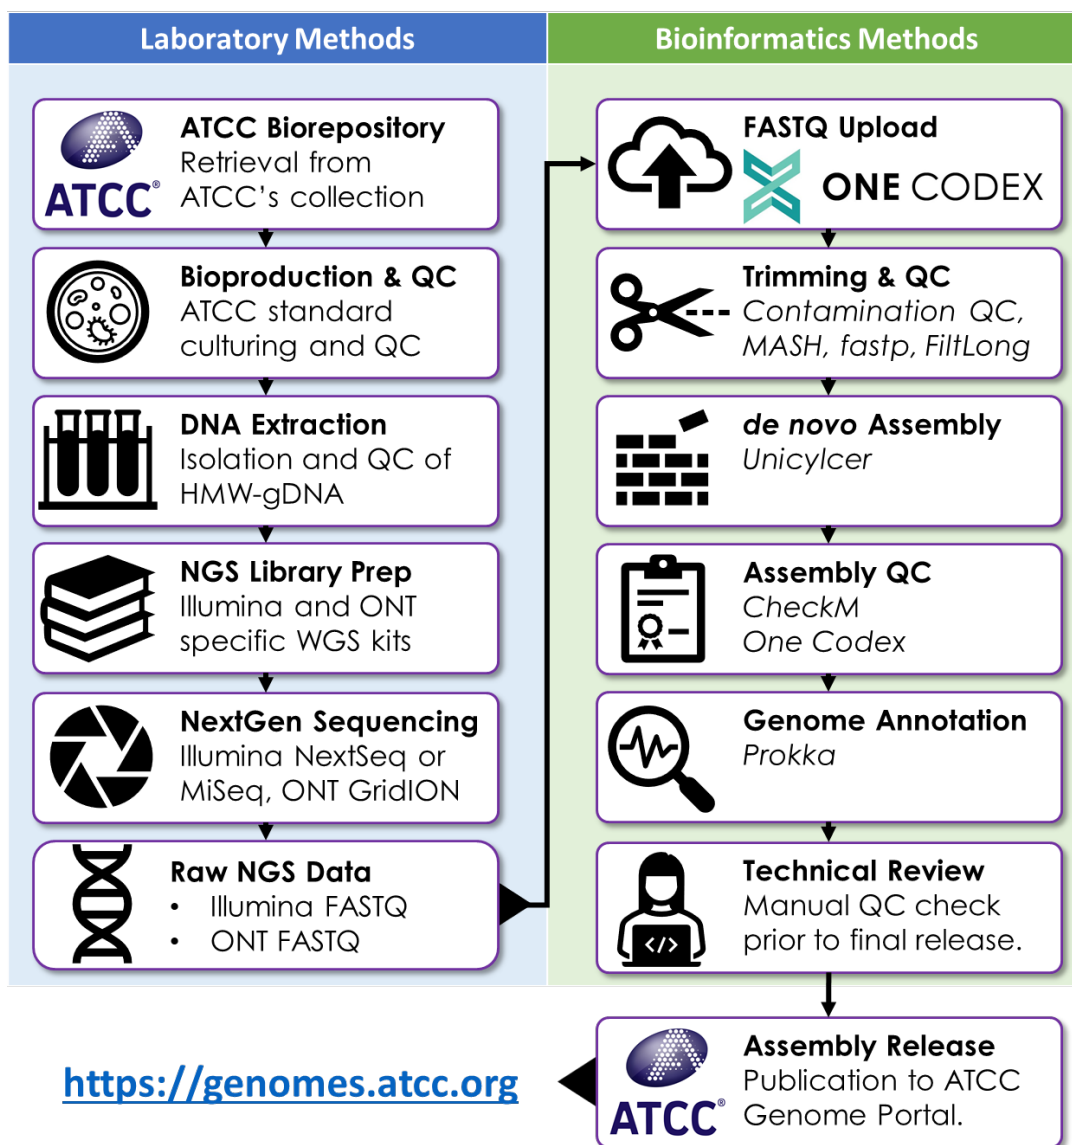 Laboratory Methods
ATCC Biorepository
Retrieval from
ATCC's collection
ATCC®
Bioproduction & QC
ATCC standard
culturing and QC
DNA Extraction
Isolation and QC of
HMW-gDNA
NGS Library Prep
Illumina and ONT
specific WGS kits
NextGen Sequencing
Illumina NextSeq or
MiSeq, ONT GridION
Raw NGS Data
• Illumina FASTQ
• ONT FASTQ
Bioinformatics Methods
FASTQ Upload
ONE CODEX
Trimming & QC
Contamination QC,
MASH, fastp, FiltLong
de novo Assembly
Unicylcer
Assembly QC
CheckM
One Codex
Genome Annotation
Prokka
Technical Review
Manual QC check
prior to final release.
</>
Assembly Release
Publication to ATCC
Genome Portal.
ATCC®
https://genomes.atcc.org